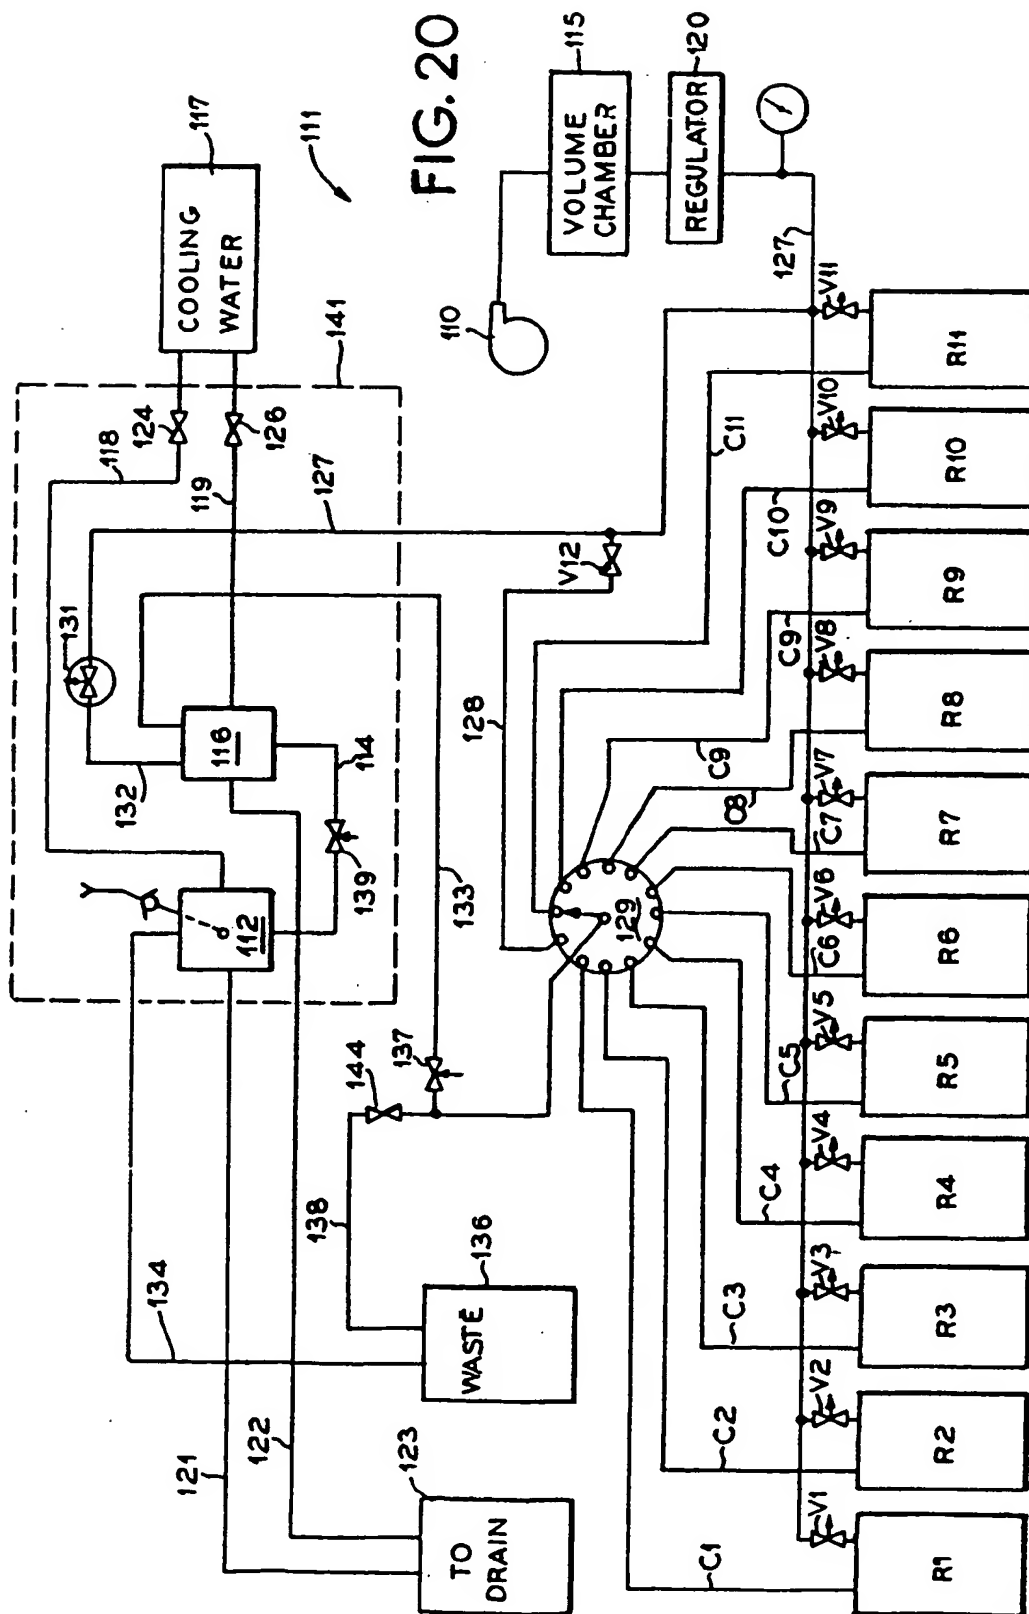 FIG. 20
111
117
COOLING
WATER
141
124
126
118
119
127
131
132
116
114
139
112
133
134
121
122
137
144
138
136
WASTE
123
TO
DRAIN
110
115
VOLUME
CHAMBER
120
REGULATOR
127
128
V12
129
C1
C2
C3
C4
C5
C6
C7
C8
C9
C9
C10
C11
V1
V2
V3
V4
V5
V6
V7
V8
V9
V10
V11
R1
R2
R3
R4
R5
R6
R7
R8
R9
R10
R11